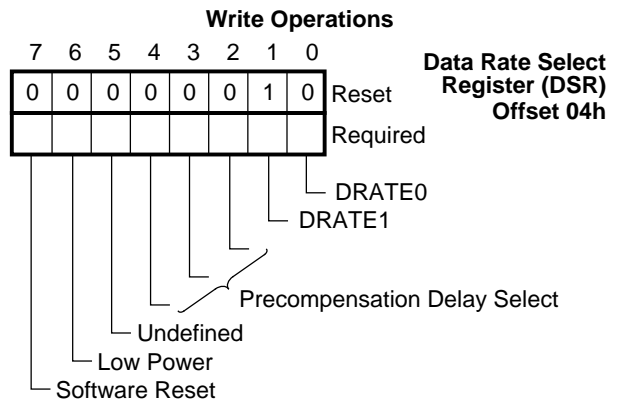 Write Operations
7 6 5 4 3 2 1 0
Data Rate Select
Register (DSR)
Offset 04h
0 0 0 0 0 0 1 0 Reset
Required
DRATE0
DRATE1
Precompensation Delay Select
Undefined
Low Power
Software Reset